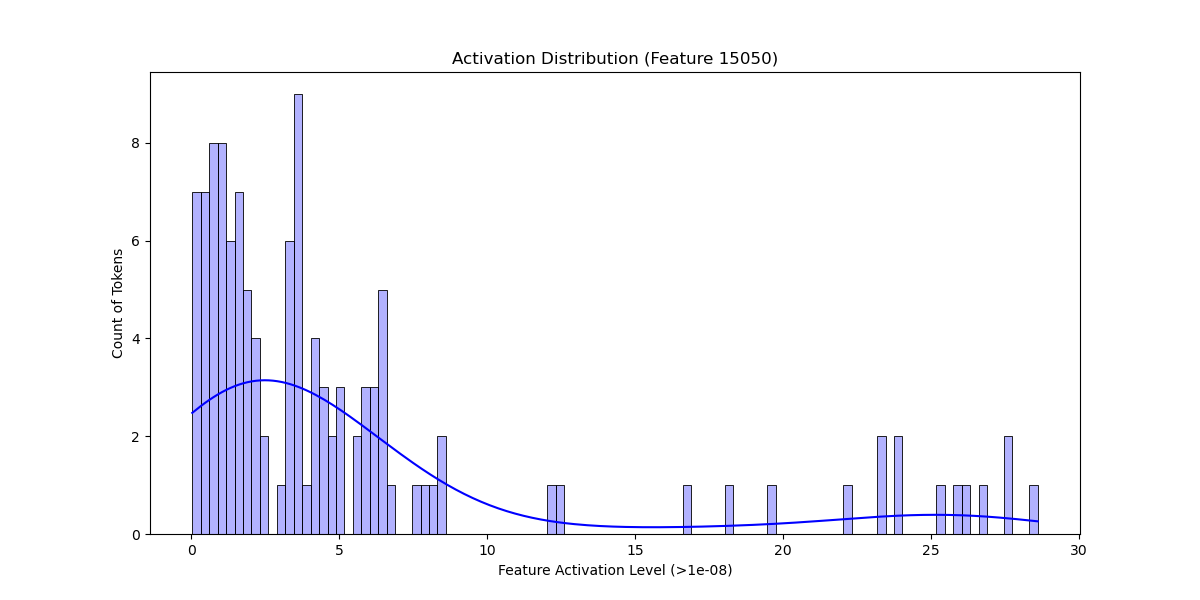 Activation Distribution (Feature 15050)
Count of Tokens
8
6
4
2
0
0 5 10 15 20 25 30
Feature Activation Level (>1e-08)